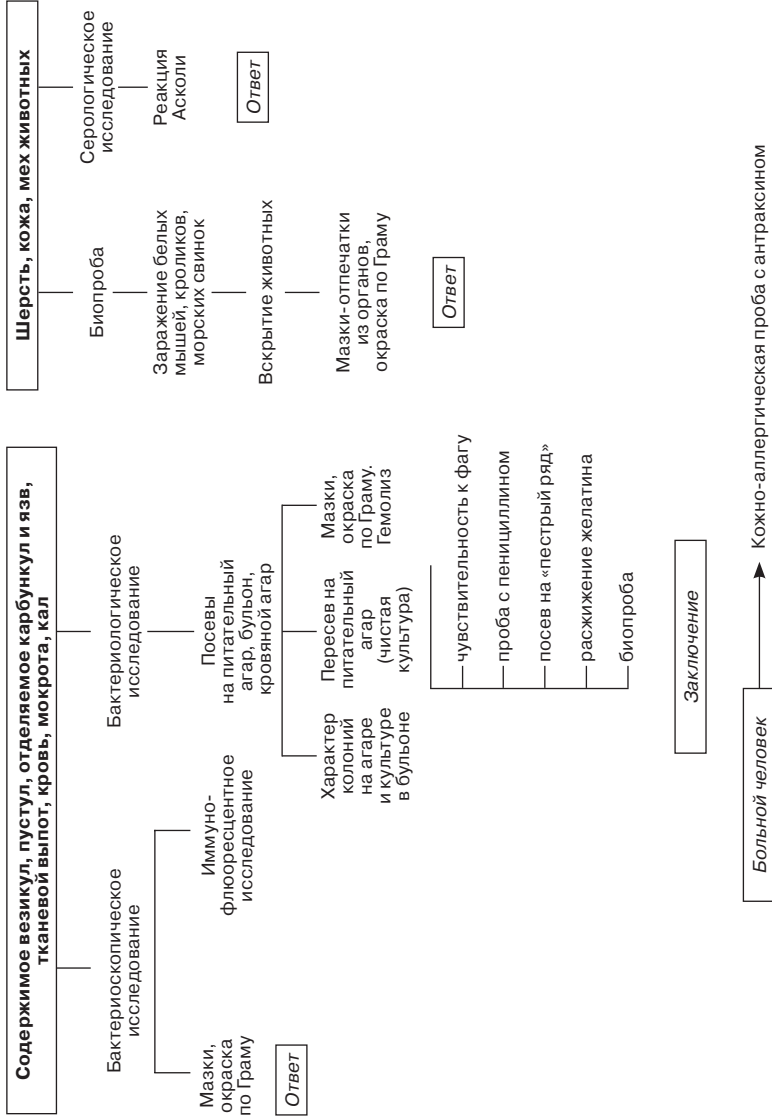 Содержимое везикул, пустул, отделяемое карбункул и язв,
тканевой выпот, кровь, мокрота, кал
Бактериоскопическое
исследование
Мазки,
окраска
по Граму
Ответ
Иммуно-
флюоресцентное
исследование
Бактериологическое
исследование
Посевы
на питательный
агар, бульон,
кровяной агар
Характер
колоний
на агаре
и культуре
в бульоне
Пересев на
питательный
агар
(чистая
культура)
Мазки,
окраска
по Граму.
Гемолиз
чувствительность к фагу
проба с пенициллином
посев на «пестрый ряд»
расжижение желатина
биопроба
Заключение
Шерсть, кожа, мех животных
Биопроба
Заражение белых
мышей, кроликов,
морских свинок
Вскрытие животных
Мазки-отпечатки
из органов,
окраска по Граму
Ответ
Серологическое
исследование
Реакция
Асколи
Ответ
Больной человек
Кожно-аллергическая проба с антраксином